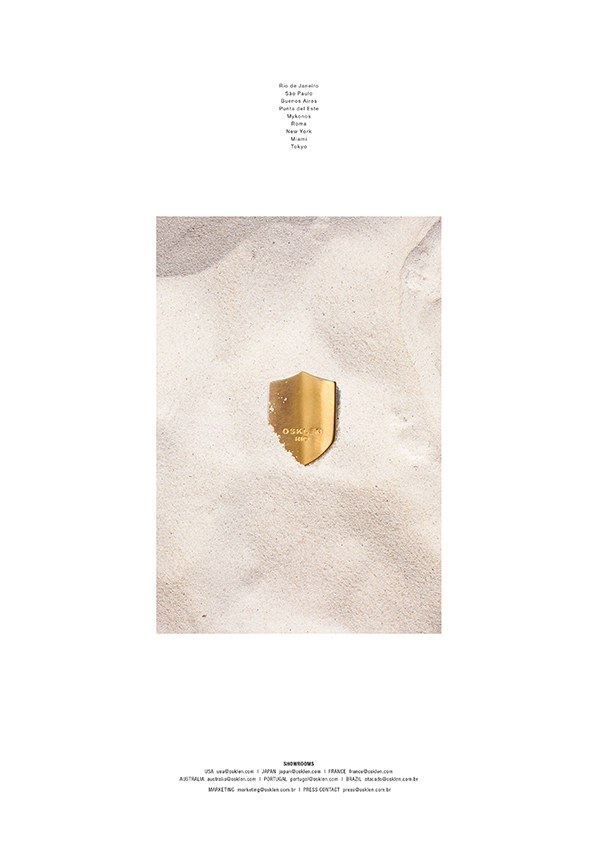 Rio de Janeiro
São Paulo
Buenos Aires
Punta del Este
Mykonos
Roma
New York
Miami
Tokyo
SHOWROOMS
USA usa@osklen.com | JAPAN japan@osklen.com | FRANCE france@osklen.com
AUSTRALIA australia@osklen.com | PORTUGAL portugal@osklen.com | BRAZIL atacado@osklen.com.br
MARKETING marketing@osklen.com.br | PRESS CONTACT press@osklen.com.br